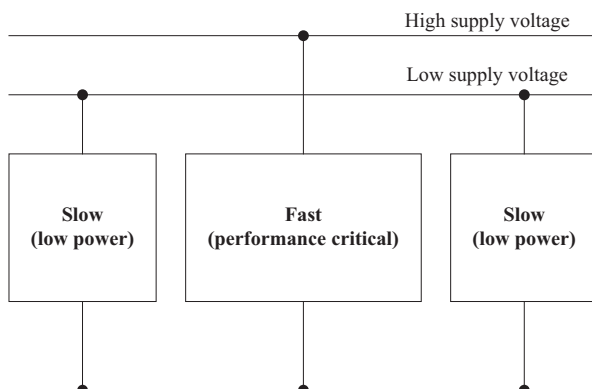 High supply voltage
Low supply voltage
Slow
(low power)
Fast
(performance critical)
Slow
(low power)